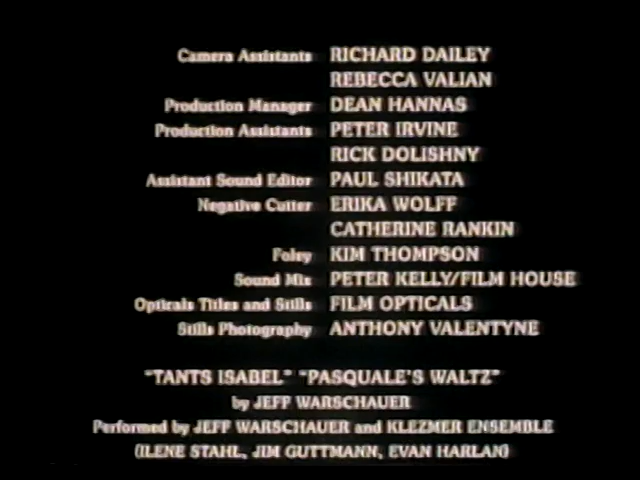 Camera Assistants RICHARD DAILEY
REBECCA VALIAN
Production Manager DEAN HANNAS
Production Assistants PETER IRVINE
RICK DOLISHNY
Assistant Sound Editor PAUL SHIKATA
Negative Cutter ERIKA WOLFF
CATHERINE RANKIN
Foley KIM THOMPSON
Sound Mix PETER KELLY/FILM HOUSE
Opticals Titles and Stills FILM OPTICALS
Stills Photography ANTHONY VALENTYNE
"TANTS ISABEL" "PASQUALE'S WALTZ"
by JEFF WARSCHAUER
Performed by JEFF WARSCHAUER and KLEZMER ENSEMBLE
(ILENE STAHL, JIM GUTTMANN, EVAN HARLAN)